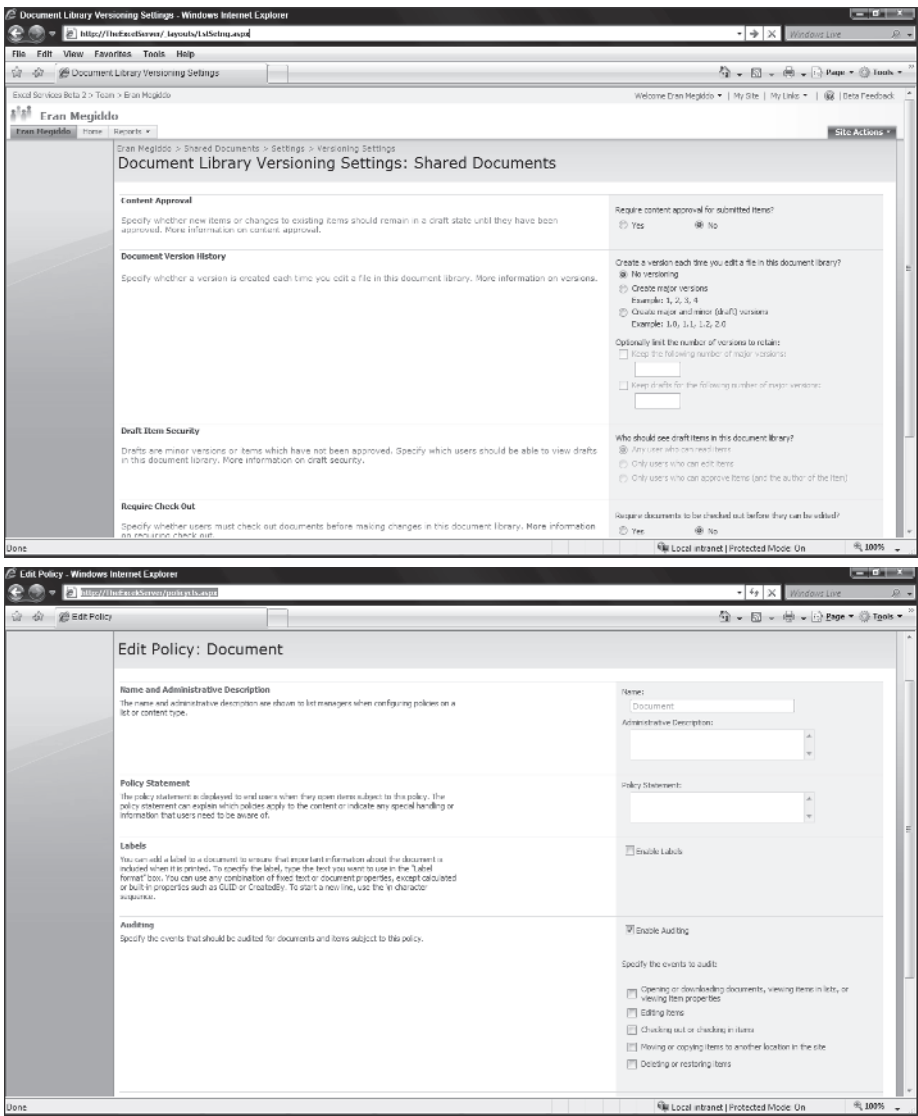 Document Library Versioning Settings - Windows Internet Explorer
http://TheExcelServer/_layouts/LstSetng.aspx
Windows Live
File Edit View Favorites Tools Help
Document Library Versioning Settings
Page Tools
Excel Services Beta 2 > Team > Eran Megiddo
Welcome Eran Megiddo | My Site | My Links | Beta Feedback
Eran Megiddo
Eran Megiddo Home Reports Site Actions
Eran Megiddo > Shared Documents > Settings > Versioning Settings
Document Library Versioning Settings: Shared Documents
Content Approval
Specify whether new items or changes to existing items should remain in a draft state until they have been
approved. More information on content approval.
Require content approval for submitted items?
Yes No
Document Version History
Specify whether a version is created each time you edit a file in this document library. More information on versions.
Create a version each time you edit a file in this document library?
No versioning
Create major versions
Example: 1, 2, 3, 4
Create major and minor (draft) versions
Example: 1.0, 1.1, 1.2, 2.0
Optionally limit the number of versions to retain:
Keep the following number of major versions:
Keep drafts for the following number of major versions:
Draft Item Security
Drafts are minor versions or items which have not been approved. Specify which users should be able to view drafts
in this document library. More information on draft security.
Who should see draft items in this document library?
Any user who can read items
Only users who can edit items
Only users who can approve items (and the author of the item)
Require Check Out
Specify whether users must check out documents before making changes in this document library. More information
on requiring check out.
Require documents to be checked out before they can be edited?
Yes No
Done
Local intranet | Protected Mode: On 100%
Edit Policy - Windows Internet Explorer
Windows Live
Edit Policy
Page Tools
Edit Policy: Document
Name and Administrative Description
The name and administrative description are shown to list managers when configuring policies on a
list or content type.
Name:
Document
Administrative Description:
Policy Statement
The policy statement is displayed to end users when they open items subject to this policy. The
policy statement can explain which policies apply to the content or indicate any special handling or
information that users need to be aware of.
Policy Statement:
Labels
You can add a label to a document to ensure that important information about the document is
included when it is printed. To specify the label, type the text you want to use in the "Label
format" box. You can use any combination of fixed text or document properties, except calculated
or built-in properties such as GUID or CreatedBy. To start a new line, use the \n character
sequence.
Enable Labels
Auditing
Specify the events that should be audited for documents and items subject to this policy.
Enable Auditing
Specify the events to audit:
Opening or downloading documents, viewing items in lists, or
viewing item properties
Editing items
Checking out or checking in items
Moving or copying items to another location in the site
Deleting or restoring items
Done
Local intranet | Protected Mode: On 100%